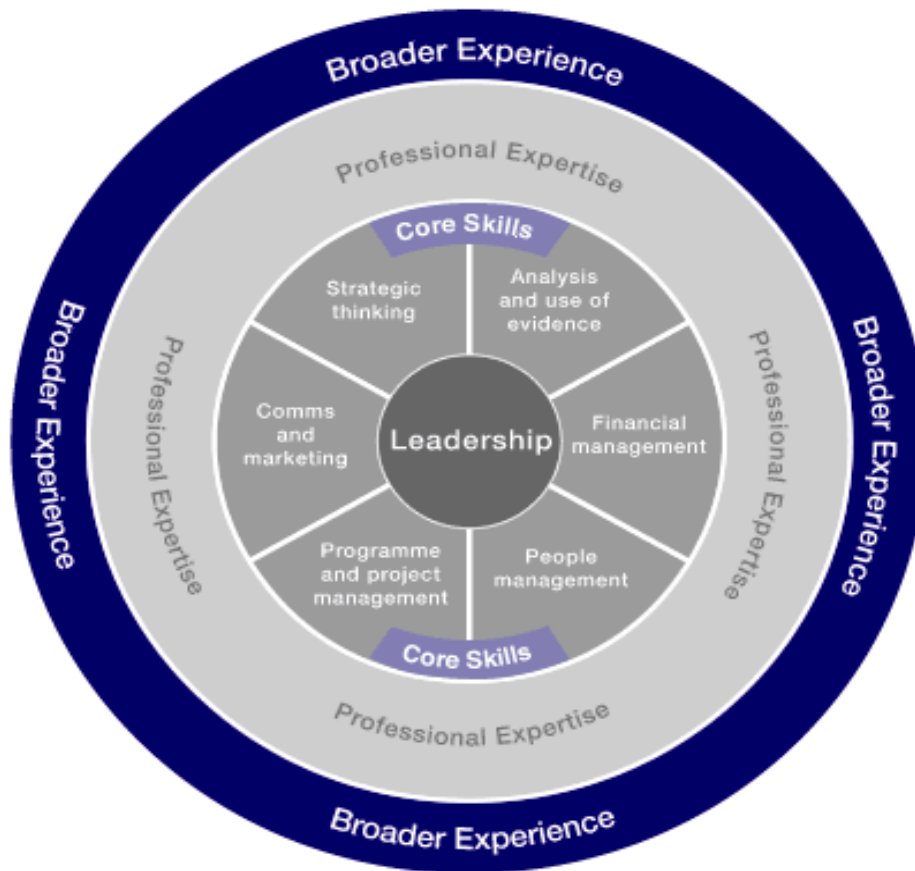 Broader Experience
Professional Expertise
Core Skills
Strategic
thinking
Analysis
and use of
evidence
Broader Experience
Professional Expertise
Comms
and
marketing
Leadership
Financial
management
Professional Expertise
Broader Experience
Programme
and project
management
People
management
Core Skills
Professional Expertise
Broader Experience